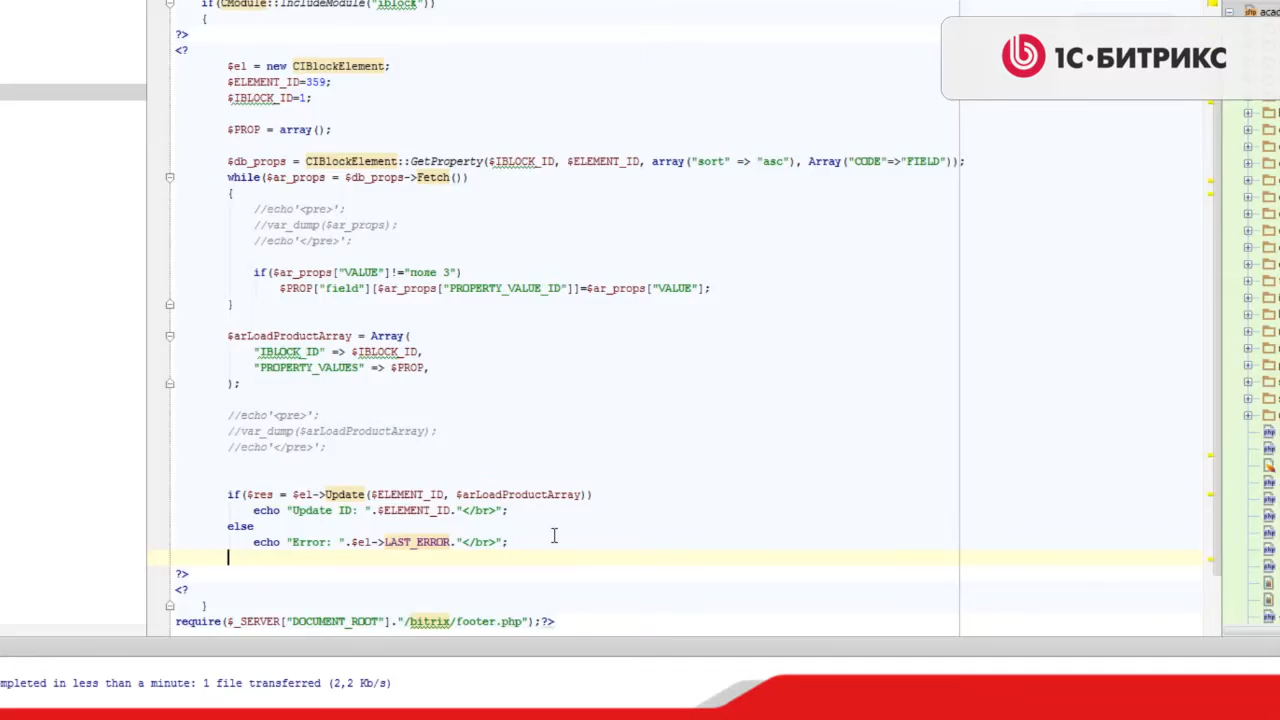 if(CModule::IncludeModule("iblock"))
{
?>
<?
$el = new CIBlockElement;
$ELEMENT_ID=359;
$IBLOCK_ID=1;
$PROP = array();
$db_props = CIBlockElement::GetProperty($IBLOCK_ID, $ELEMENT_ID, array("sort" => "asc"), Array("CODE"=>"FIELD"));
while($ar_props = $db_props->Fetch())
{
//echo'<pre>';
//var_dump($ar_props);
//echo'</pre>';
if($ar_props["VALUE"]!="поле 3")
$PROP["field"][$ar_props["PROPERTY_VALUE_ID"]]=$ar_props["VALUE"];
}
$arLoadProductArray = Array(
"IBLOCK_ID" => $IBLOCK_ID,
"PROPERTY_VALUES" => $PROP,
);
//echo'<pre>';
//var_dump($arLoadProductArray);
//echo'</pre>';
if($res = $el->Update($ELEMENT_ID, $arLoadProductArray))
echo "Update ID: ".$ELEMENT_ID."</br>";
else
echo "Error: ".$el->LAST_ERROR."</br>";
?>
<?
}
require($_SERVER["DOCUMENT_ROOT"]."/bitrix/footer.php");?>
1С·БИТРИКС
mpleted in less than a minute: 1 file transferred (2,2 Kb/s)